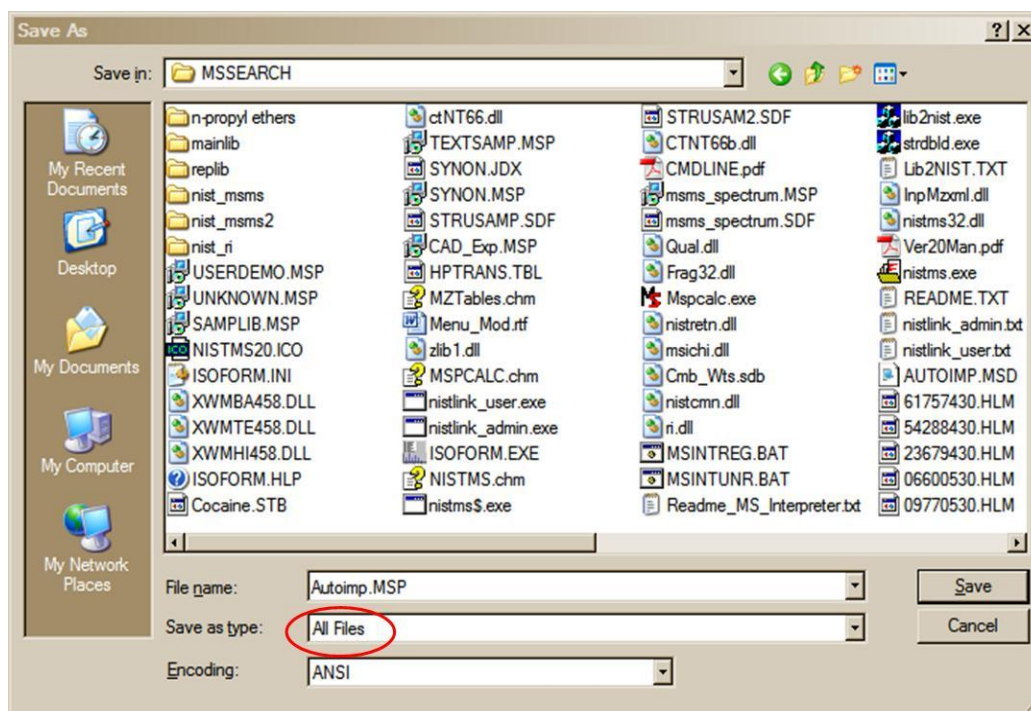 Save As
Save in:
MSSEARCH
My Recent
Documents
Desktop
My Documents
My Computer
My Network
Places
n-propyl ethers
mainlib
replib
nist_msms
nist_msms2
nist_ri
USERDEMO.MSP
UNKNOWN.MSP
SAMPLIB.MSP
NISTMS20.ICO
ISOFORM.INI
XWMBA458.DLL
XWMTE458.DLL
XWMHI458.DLL
ISOFORM.HLP
Cocaine.STB
ctNT66.dll
TEXTSAMP.MSP
SYNON.JDX
SYNON.MSP
STRUSAMP.SDF
CAD_Exp.MSP
HPTRANS.TBL
MZTables.chm
Menu_Mod.rtf
zlib1.dll
MSPCALC.chm
nistlink_user.exe
nistlink_admin.exe
ISOFORM.EXE
NISTMS.chm
nistms$.exe
STRUSAM2.SDF
CTNT66b.dll
CMDLINE.pdf
msms_spectrum.MSP
msms_spectrum.SDF
Qual.dll
Frag32.dll
Mspcalc.exe
nistretn.dll
msichi.dll
Cmb_Wts.sdb
nistcmn.dll
ri.dll
MSINTREG.BAT
MSINTUNR.BAT
Readme_MS_Interpreter.txt
lib2nist.exe
strdbld.exe
Lib2NIST.TXT
InpMzxml.dll
nistms32.dll
Ver20Man.pdf
nistms.exe
README.TXT
nistlink_admin.txt
nistlink_user.txt
AUTOIMP.MSD
61757430.HLM
54288430.HLM
23679430.HLM
06600530.HLM
09770530.HLM
File name:
Autoimp.MSP
Save
Save as type:
All Files
Cancel
Encoding:
ANSI